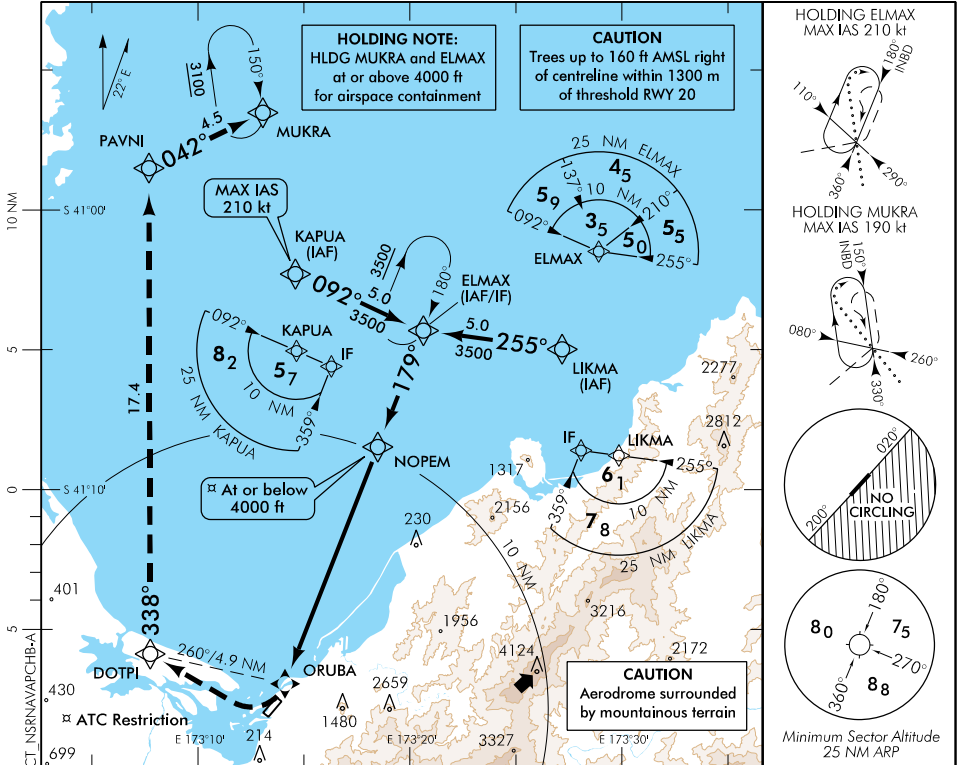 HOLDING NOTE:
HLDG MUKRA and ELMAX
at or above 4000 ft
for airspace containment
CAUTION
Trees up to 160 ft AMSL right
of centreline within 1300 m
of threshold RWY 20
HOLDING ELMAX
MAX IAS 210 kt
180°
INBD
110°
290°
360°
22° E
3100
150°
PAVNI
042°
4.5
MUKRA
10 NM
S 41°00'
MAX IAS
210 kt
KAPUA
(IAF)
092°
5.0
3500
3500
180°
ELMAX
(IAF/IF)
5.0
255°
3500
LIKMA
(IAF)
25 NM ELMAX
45
137°
10 NM
210°
59
35
50
55
092°
255°
ELMAX
HOLDING MUKRA
MAX IAS 190 kt
150°
INBD
080°
260°
330°
5
092°
KAPUA
IF
82
57
10 NM
359°
25 NM KAPUA
179°
17.4
NOPEM
¤ At or below
4000 ft
2277
2812
IF
LIKMA
61
255°
359°
10 NM
78
25 NM LIKMA
1317
2156
0
S 41°10'
230
10 NM
020°
NO
CIRCLING
200°
401
338°
5
1956
3216
4124
2172
260°/4.9 NM
DOTPI
ORUBA
430
¤ ATC Restriction
2659
1480
214
699
E 173°10'
E 173°20'
3327
E 173°30'
CAUTION
Aerodrome surrounded
by mountainous terrain
180°
80
75
270°
360°
88
Minimum Sector Altitude
25 NM ARP
CT_NSRNAVAPCHB-A